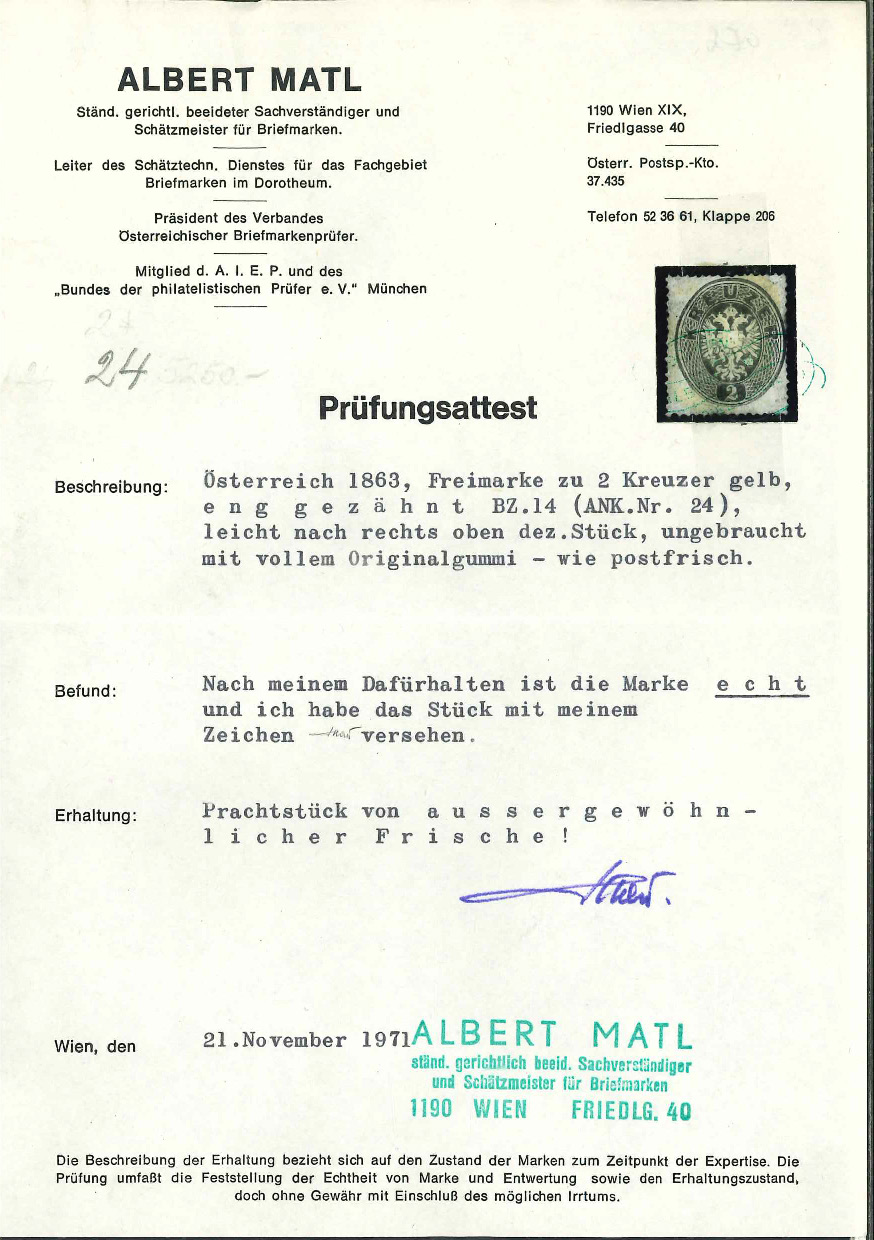 ALBERT MATL
Ständ. gerichtl. beeideter Sachverständiger und
Schätzmeister für Briefmarken.
Leiter des Schätztechn. Dienstes für das Fachgebiet
Briefmarken im Dorotheum.
Präsident des Verbandes
Österreichischer Briefmarkenprüfer.
Mitglied d. A. I. E. P. und des
„Bundes der philatelistischen Prüfer e. V." München
1190 Wien XIX,
Friedlgasse 40
Österr. Postsp.-Kto.
37.435
Telefon 52 36 61, Klappe 206
KREUZER
2
24
24 5250.-
Prüfungsattest
Beschreibung: Österreich 1863, Freimarke zu 2 Kreuzer gelb,
e n g g e z ä h n t BZ.14 (ANK.Nr. 24),
leicht nach rechts oben dez.Stück, ungebraucht
mit vollem Originalgummi – wie postfrisch.
Befund: Nach meinem Dafürhalten ist die Marke e c h t
und ich habe das Stück mit meinem
Zeichen versehen.
Erhaltung: Prachtstück von a u s s e r g e w ö h n –
l i c h e r F r i s c h e !
Wien, den 21.November 1971
ALBERT MATL
ständ. gerichtlich beeid. Sachverständiger
und Schätzmeister für Briefmarken
1190 WIEN FRIEDLG. 40
Die Beschreibung der Erhaltung bezieht sich auf den Zustand der Marken zum Zeitpunkt der Expertise. Die
Prüfung umfaßt die Feststellung der Echtheit von Marke und Entwertung sowie den Erhaltungszustand,
doch ohne Gewähr mit Einschluß des möglichen Irrtums.